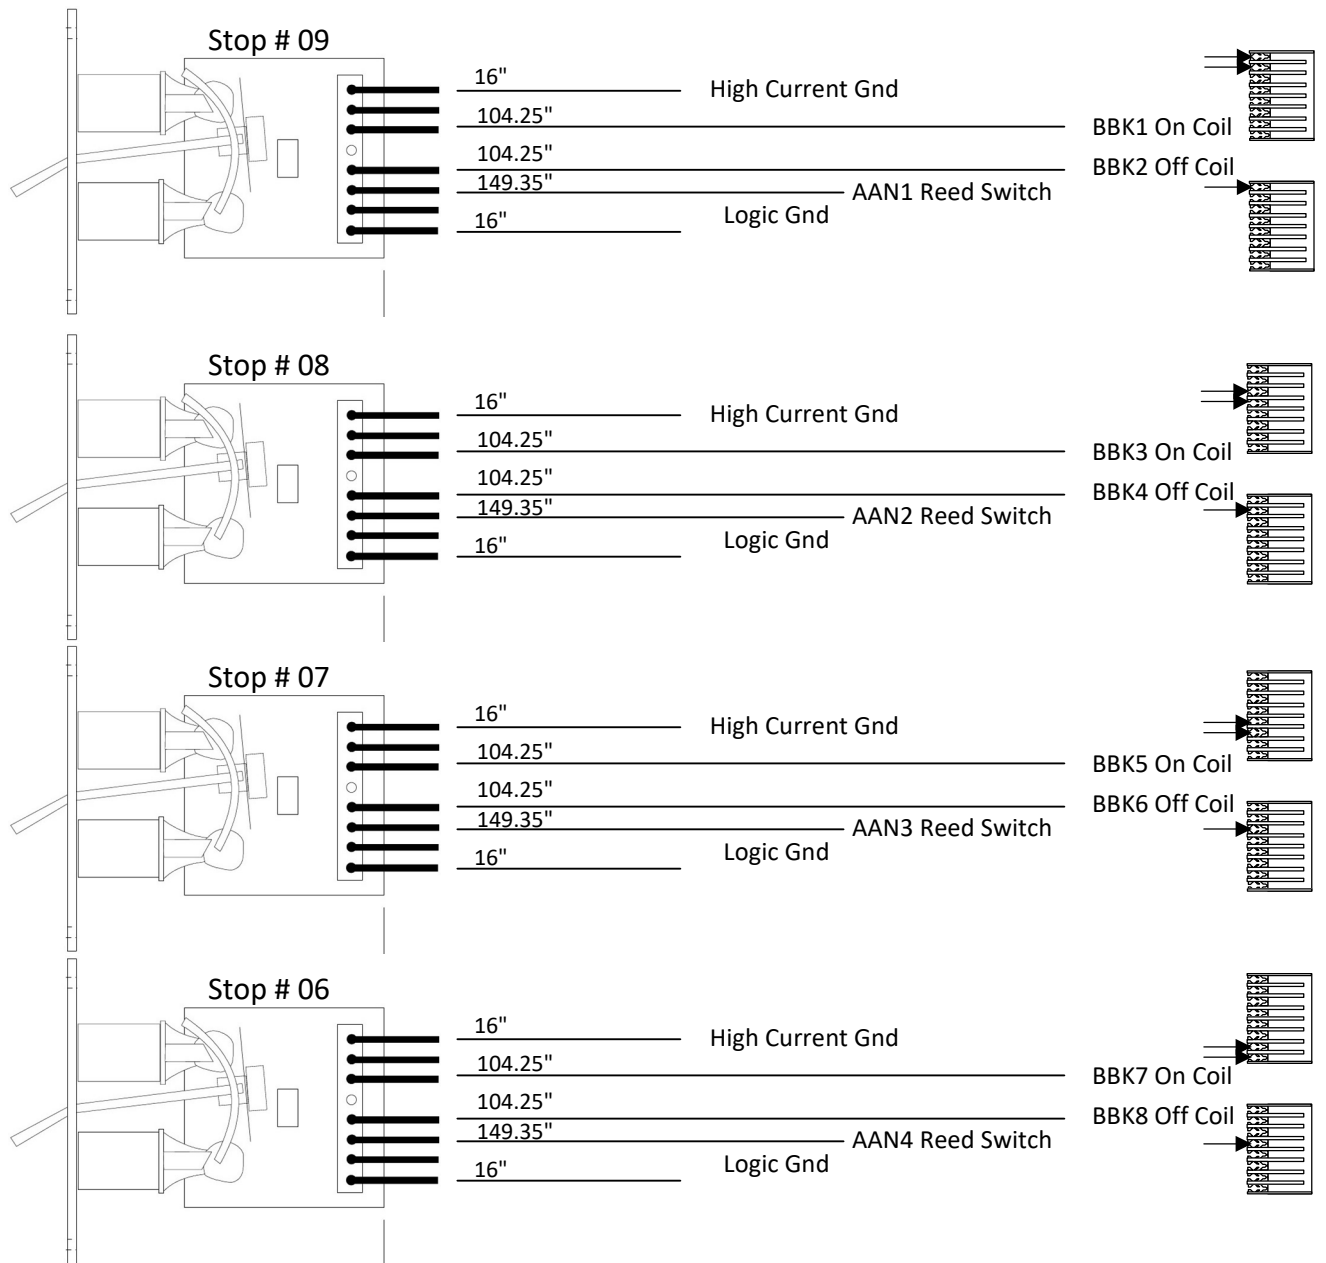 Stop # 09
16"
High Current Gnd
104.25"
BBK1 On Coil
104.25"
BBK2 Off Coil
149.35"
AAN1 Reed Switch
Logic Gnd
16"
Stop # 08
16"
High Current Gnd
104.25"
BBK3 On Coil
104.25"
BBK4 Off Coil
149.35"
AAN2 Reed Switch
Logic Gnd
16"
Stop # 07
16"
High Current Gnd
104.25"
BBK5 On Coil
104.25"
BBK6 Off Coil
149.35"
AAN3 Reed Switch
Logic Gnd
16"
Stop # 06
16"
High Current Gnd
104.25"
BBK7 On Coil
104.25"
BBK8 Off Coil
149.35"
AAN4 Reed Switch
Logic Gnd
16"